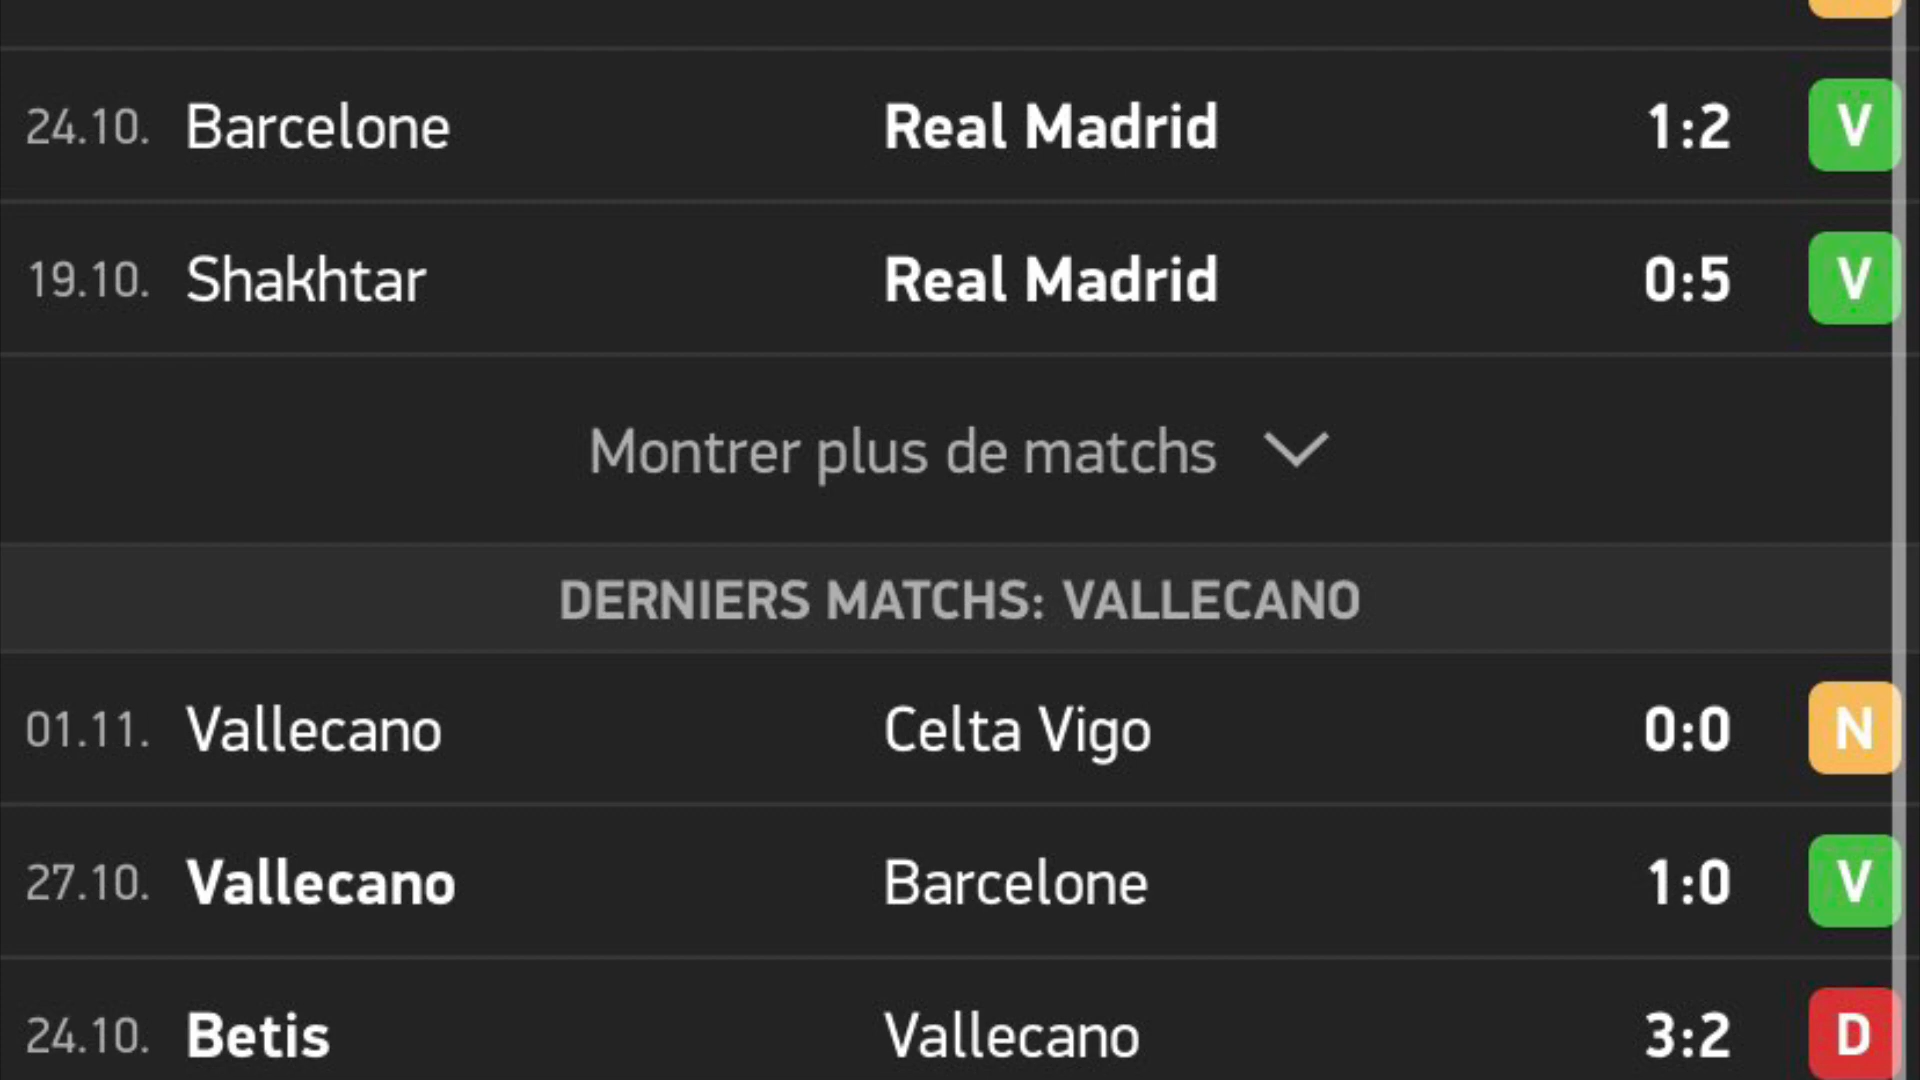 24.10. Barcelone Real Madrid 1:2 V
19.10. Shakhtar Real Madrid 0:5 V
Montrer plus de matchs
DERNIERS MATCHS: VALLECANO
01.11. Vallecano Celta Vigo 0:0 N
27.10. Vallecano Barcelone 1:0 V
24.10. Betis Vallecano 3:2 D